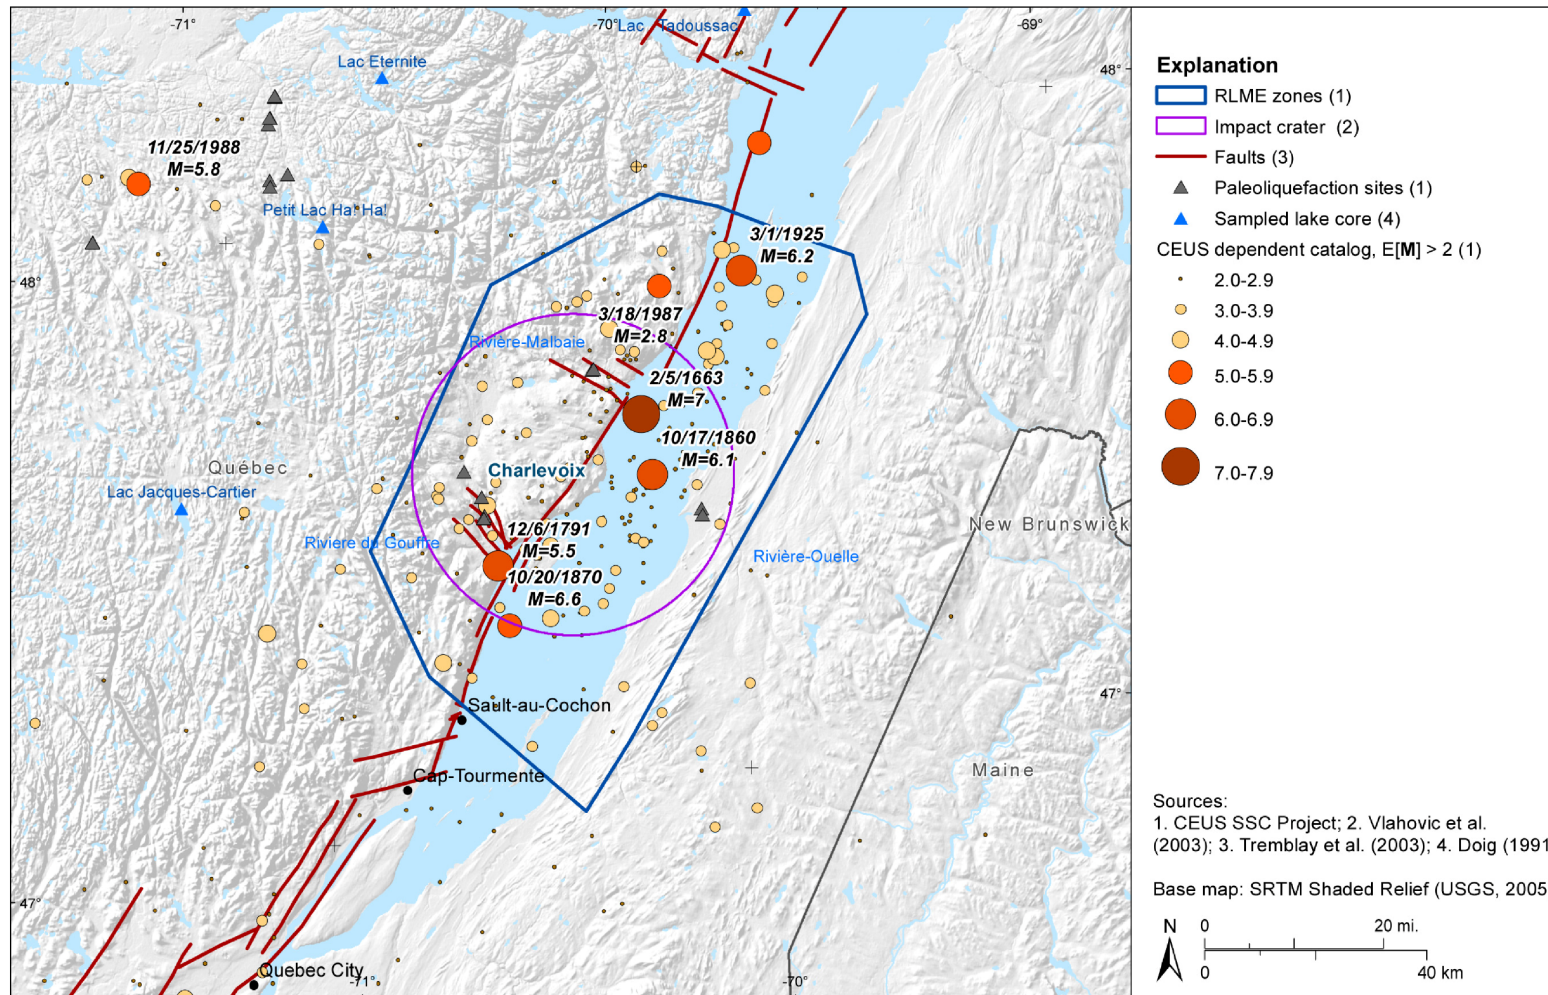 -71°
-70°
-69°
Lac Tadoussac
48°
Lac Eternite
11/25/1988
M=5.8
Petit Lac Ha! Ha!
3/1/1925
M=6.2
48°
3/18/1987
M=2.8
Rivière-Malbaie
2/5/1663
M=7
10/17/1860
M=6.1
Charlevoix
Québec
Lac Jacques-Cartier
New Brunswick
12/6/1791
M=5.5
Riviere du Gouffre
Rivière-Ouelle
10/20/1870
M=6.6
47°
Sault-au-Cochon
Cap-Tourmente
Maine
47°
Quebec City
-71°
-70°
Explanation
RLME zones (1)
Impact crater (2)
Faults (3)
Paleoliquefaction sites (1)
Sampled lake core (4)
CEUS dependent catalog, E[M] > 2 (1)
2.0-2.9
3.0-3.9
4.0-4.9
5.0-5.9
6.0-6.9
7.0-7.9
Sources:
1. CEUS SSC Project; 2. Vlahovic et al.
(2003); 3. Tremblay et al. (2003); 4. Doig (1991
Base map: SRTM Shaded Relief (USGS, 2005
N
0 20 mi.
0 40 km